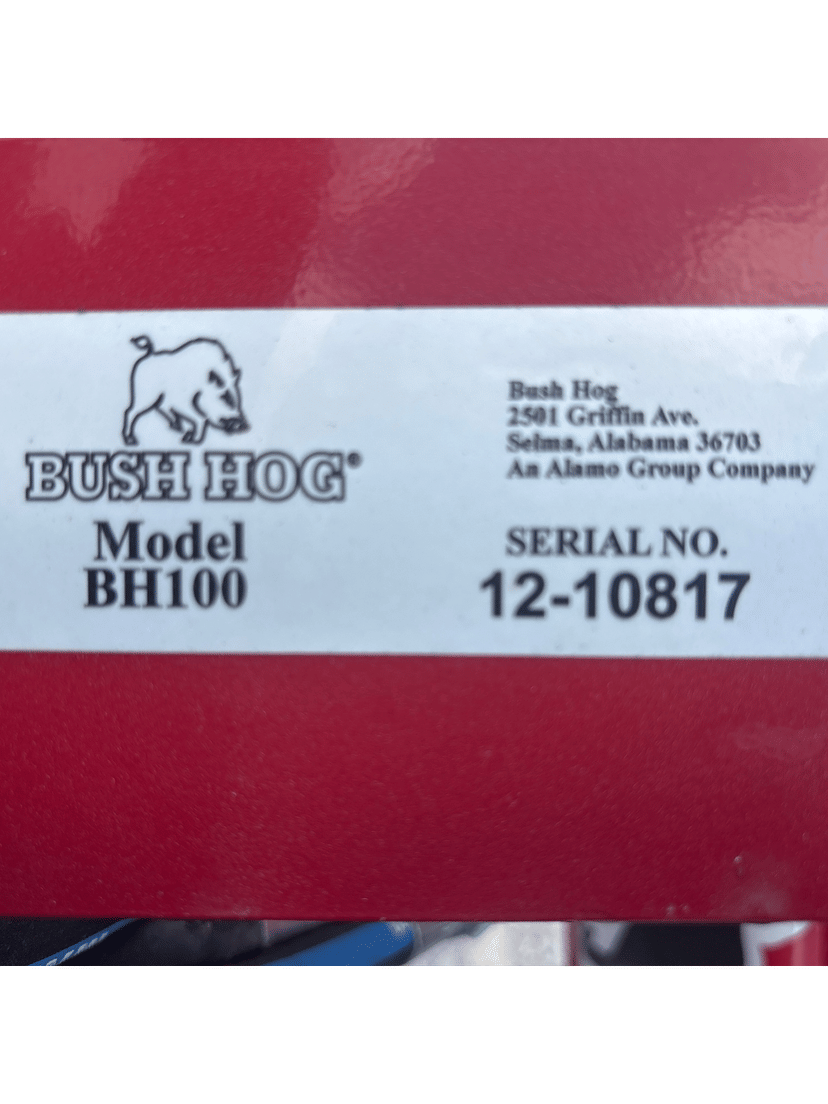 BUSH HOG®
Model
BH100
Bush Hog
2501 Griffin Ave.
Selma, Alabama 36703
An Alamo Group Company
SERIAL NO.
12-10817